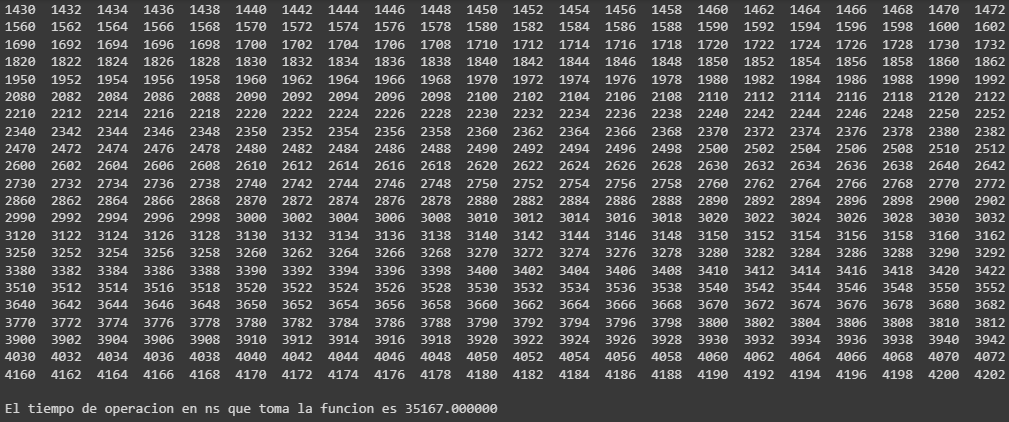 1430 1432 1434 1436 1438 1440 1442 1444 1446 1448 1450 1452 1454 1456 1458 1460 1462 1464 1466 1468 1470 1472
1560 1562 1564 1566 1568 1570 1572 1574 1576 1578 1580 1582 1584 1586 1588 1590 1592 1594 1596 1598 1600 1602
1690 1692 1694 1696 1698 1700 1702 1704 1706 1708 1710 1712 1714 1716 1718 1720 1722 1724 1726 1728 1730 1732
1820 1822 1824 1826 1828 1830 1832 1834 1836 1838 1840 1842 1844 1846 1848 1850 1852 1854 1856 1858 1860 1862
1950 1952 1954 1956 1958 1960 1962 1964 1966 1968 1970 1972 1974 1976 1978 1980 1982 1984 1986 1988 1990 1992
2080 2082 2084 2086 2088 2090 2092 2094 2096 2098 2100 2102 2104 2106 2108 2110 2112 2114 2116 2118 2120 2122
2210 2212 2214 2216 2218 2220 2222 2224 2226 2228 2230 2232 2234 2236 2238 2240 2242 2244 2246 2248 2250 2252
2340 2342 2344 2346 2348 2350 2352 2354 2356 2358 2360 2362 2364 2366 2368 2370 2372 2374 2376 2378 2380 2382
2470 2472 2474 2476 2478 2480 2482 2484 2486 2488 2490 2492 2494 2496 2498 2500 2502 2504 2506 2508 2510 2512
2600 2602 2604 2606 2608 2610 2612 2614 2616 2618 2620 2622 2624 2626 2628 2630 2632 2634 2636 2638 2640 2642
2730 2732 2734 2736 2738 2740 2742 2744 2746 2748 2750 2752 2754 2756 2758 2760 2762 2764 2766 2768 2770 2772
2860 2862 2864 2866 2868 2870 2872 2874 2876 2878 2880 2882 2884 2886 2888 2890 2892 2894 2896 2898 2900 2902
2990 2992 2994 2996 2998 3000 3002 3004 3006 3008 3010 3012 3014 3016 3018 3020 3022 3024 3026 3028 3030 3032
3120 3122 3124 3126 3128 3130 3132 3134 3136 3138 3140 3142 3144 3146 3148 3150 3152 3154 3156 3158 3160 3162
3250 3252 3254 3256 3258 3260 3262 3264 3266 3268 3270 3272 3274 3276 3278 3280 3282 3284 3286 3288 3290 3292
3380 3382 3384 3386 3388 3390 3392 3394 3396 3398 3400 3402 3404 3406 3408 3410 3412 3414 3416 3418 3420 3422
3510 3512 3514 3516 3518 3520 3522 3524 3526 3528 3530 3532 3534 3536 3538 3540 3542 3544 3546 3548 3550 3552
3640 3642 3644 3646 3648 3650 3652 3654 3656 3658 3660 3662 3664 3666 3668 3670 3672 3674 3676 3678 3680 3682
3770 3772 3774 3776 3778 3780 3782 3784 3786 3788 3790 3792 3794 3796 3798 3800 3802 3804 3806 3808 3810 3812
3900 3902 3904 3906 3908 3910 3912 3914 3916 3918 3920 3922 3924 3926 3928 3930 3932 3934 3936 3938 3940 3942
4030 4032 4034 4036 4038 4040 4042 4044 4046 4048 4050 4052 4054 4056 4058 4060 4062 4064 4066 4068 4070 4072
4160 4162 4164 4166 4168 4170 4172 4174 4176 4178 4180 4182 4184 4186 4188 4190 4192 4194 4196 4198 4200 4202
El tiempo de operacion en ns que toma la funcion es 35167.000000